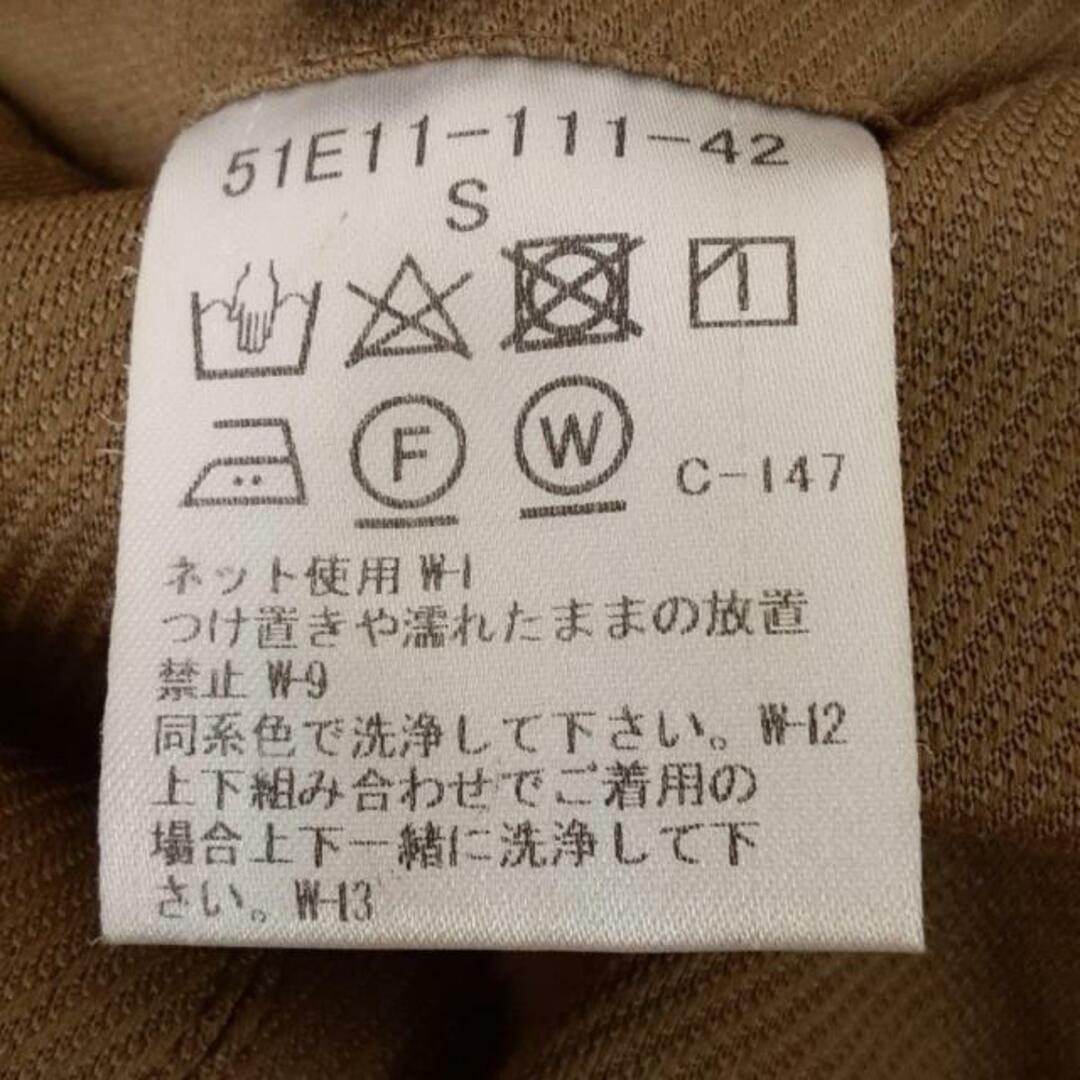 51E11-111-42
S
F W C-147
ネット使用 W-1
つけ置きや濡れたままの放置
禁止 W-9
同系色で洗浄して下さい。W-12
上下組み合わせでご着用の
場合上下一緒に洗浄して下
さい。W-13